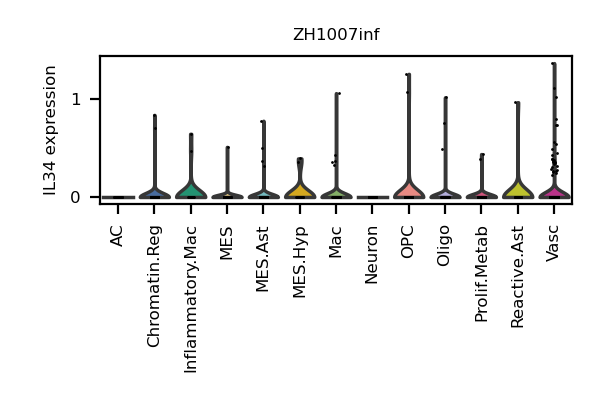 ZH1007inf
IL34 expression
1
0
AC
Chromatin.Reg
Inflammatory.Mac
MES
MES.Ast
MES.Hyp
Mac
Neuron
OPC
Oligo
Prolif.Metab
Reactive.Ast
Vasc